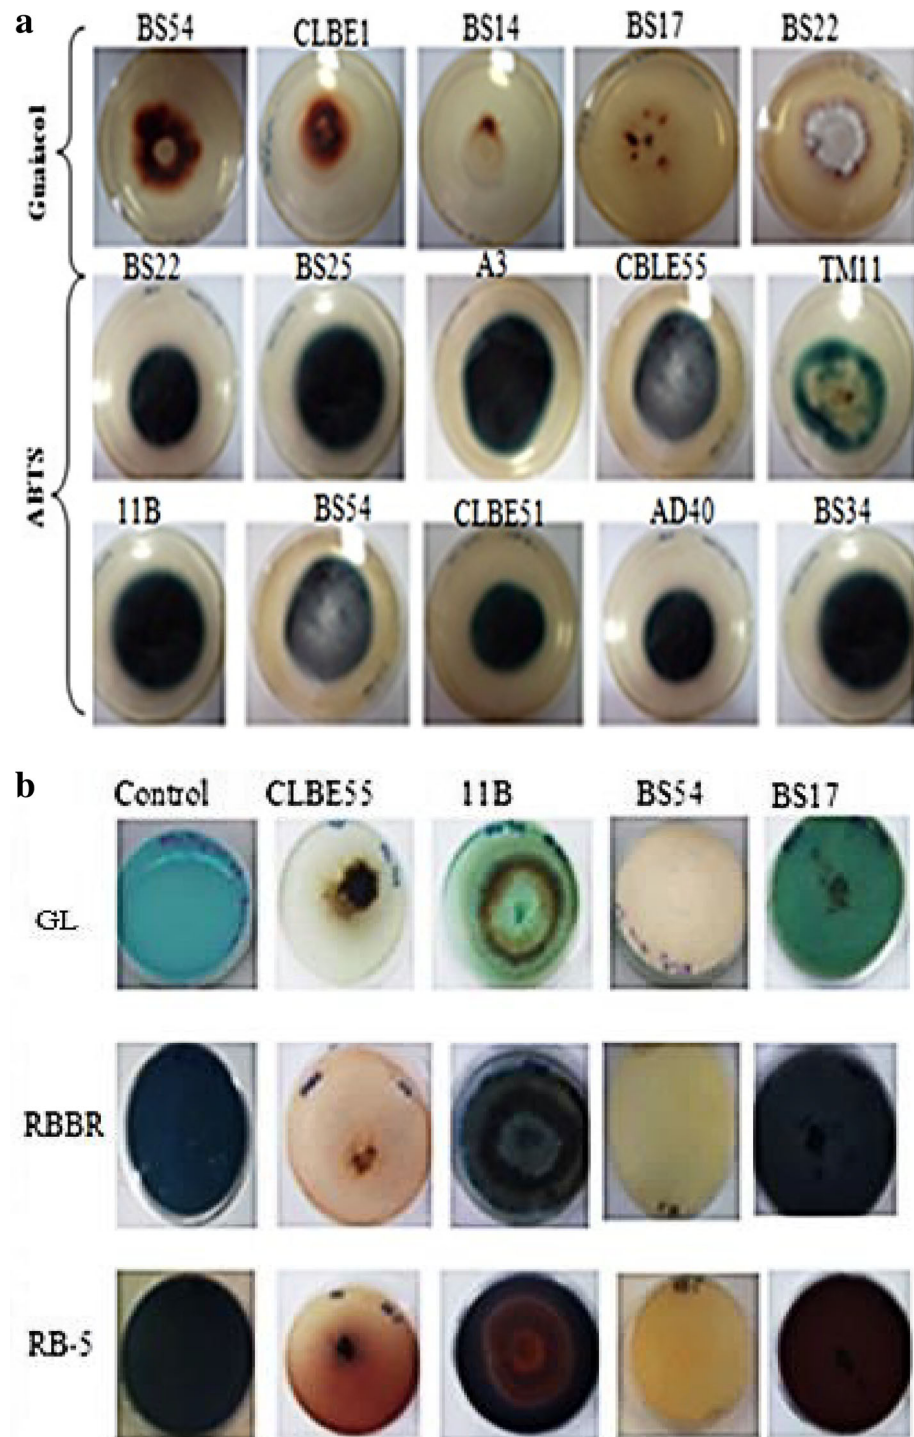 a
BS54 CLBE1 BS14 BS17 BS22
Guaiacol
BS22 BS25 A3 CBLE55 TM11
ABTS
11B BS54 CLBE51 AD40 BS34
b
Control CLBE55 11B BS54 BS17
GL
RBBR
RB-5